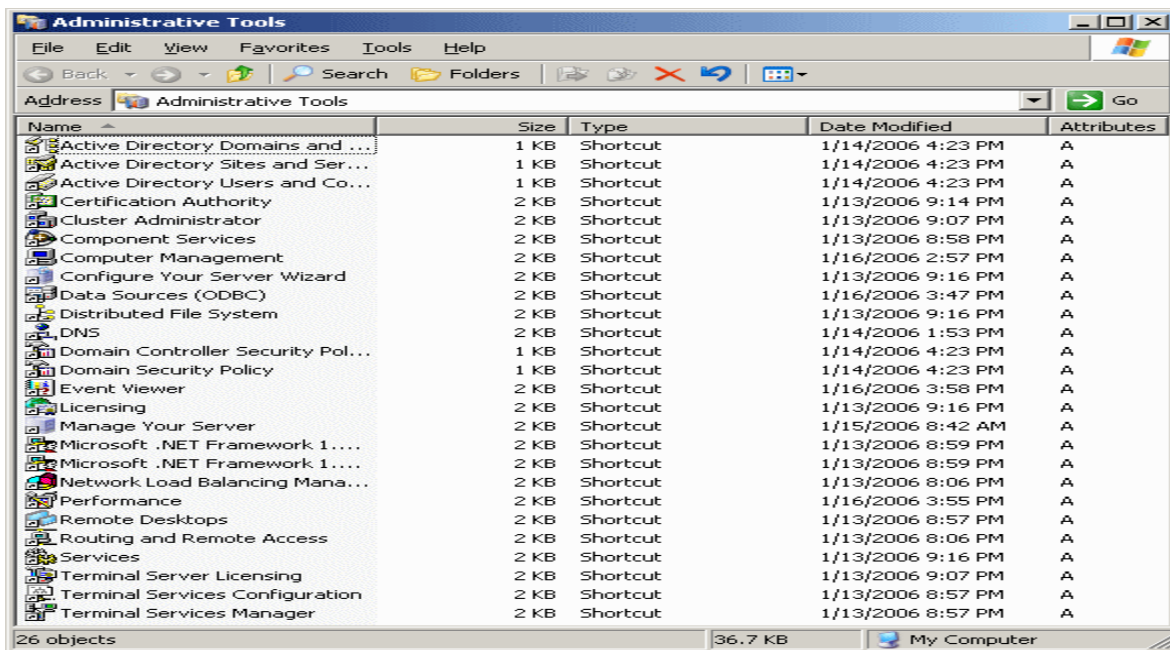 Administrative Tools
File Edit View Favorites Tools Help
Back Search Folders
Address Administrative Tools Go
Name Size Type Date Modified Attributes
Active Directory Domains and ... 1 KB Shortcut 1/14/2006 4:23 PM A
Active Directory Sites and Ser... 1 KB Shortcut 1/14/2006 4:23 PM A
Active Directory Users and Co... 1 KB Shortcut 1/14/2006 4:23 PM A
Certification Authority 2 KB Shortcut 1/13/2006 9:14 PM A
Cluster Administrator 2 KB Shortcut 1/13/2006 9:07 PM A
Component Services 2 KB Shortcut 1/13/2006 8:58 PM A
Computer Management 2 KB Shortcut 1/16/2006 2:57 PM A
Configure Your Server Wizard 2 KB Shortcut 1/13/2006 9:16 PM A
Data Sources (ODBC) 2 KB Shortcut 1/16/2006 3:47 PM A
Distributed File System 2 KB Shortcut 1/13/2006 9:16 PM A
DNS 2 KB Shortcut 1/14/2006 1:53 PM A
Domain Controller Security Pol... 1 KB Shortcut 1/14/2006 4:23 PM A
Domain Security Policy 1 KB Shortcut 1/14/2006 4:23 PM A
Event Viewer 2 KB Shortcut 1/16/2006 3:58 PM A
Licensing 2 KB Shortcut 1/13/2006 9:16 PM A
Manage Your Server 2 KB Shortcut 1/15/2006 8:42 AM A
Microsoft .NET Framework 1.... 2 KB Shortcut 1/13/2006 8:59 PM A
Microsoft .NET Framework 1.... 2 KB Shortcut 1/13/2006 8:59 PM A
Network Load Balancing Mana... 2 KB Shortcut 1/13/2006 8:06 PM A
Performance 2 KB Shortcut 1/16/2006 3:55 PM A
Remote Desktops 2 KB Shortcut 1/13/2006 8:57 PM A
Routing and Remote Access 2 KB Shortcut 1/13/2006 8:06 PM A
Services 2 KB Shortcut 1/13/2006 9:16 PM A
Terminal Server Licensing 2 KB Shortcut 1/13/2006 9:07 PM A
Terminal Services Configuration 2 KB Shortcut 1/13/2006 8:57 PM A
Terminal Services Manager 2 KB Shortcut 1/13/2006 8:57 PM A
26 objects 36.7 KB My Computer